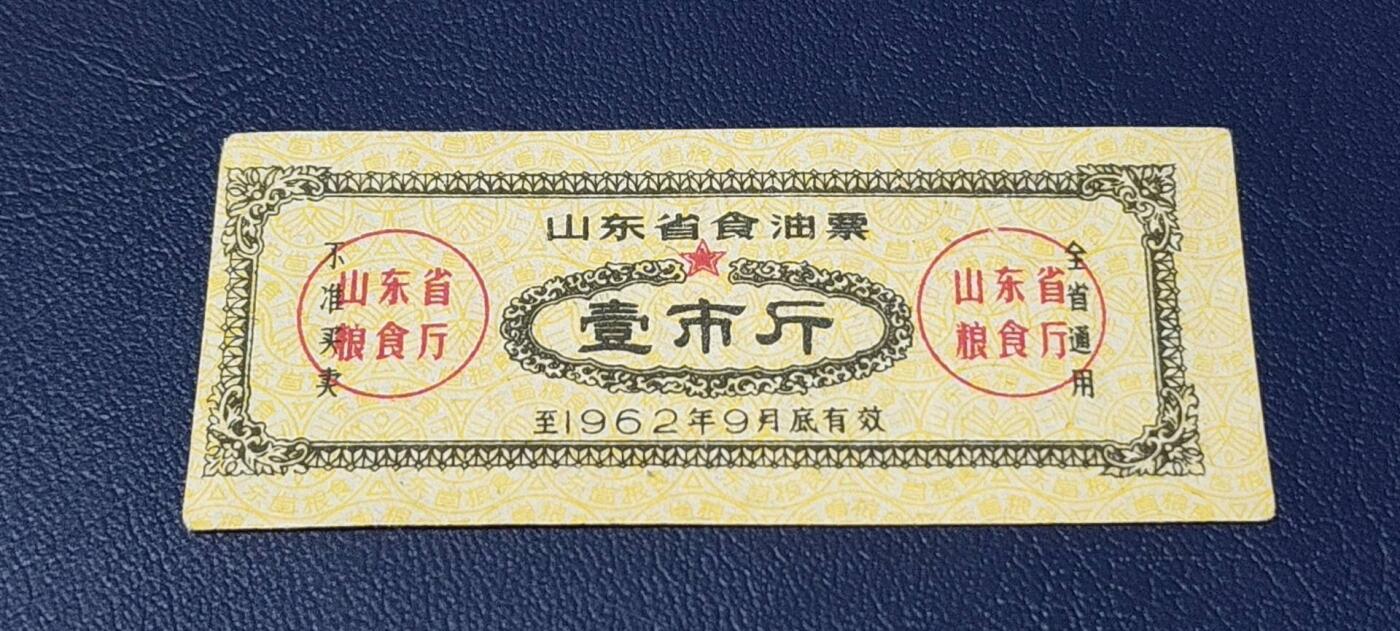 山东省食油票
壹市斤
至1962年9月底有效
不准买卖
全省通用
山东省
粮食厅
山东省
粮食厅